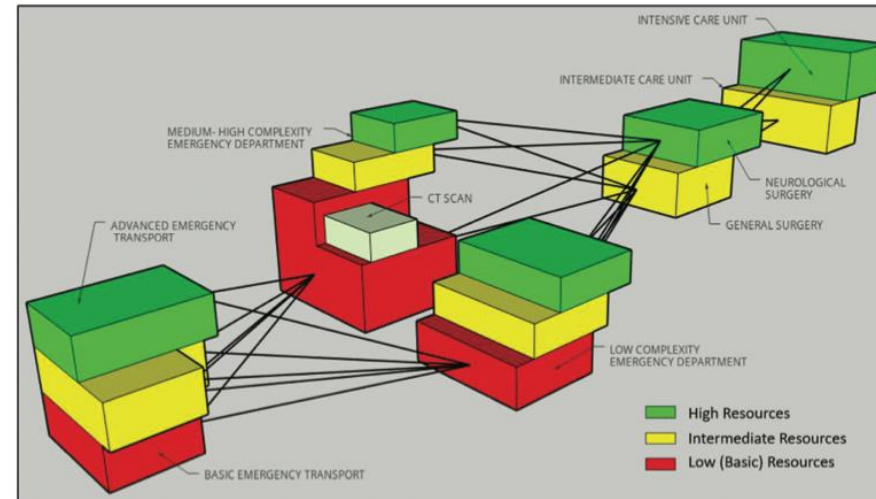 INTENSIVE CARE UNIT
INTERMEDIATE CARE UNIT
MEDIUM- HIGH COMPLEXITY
EMERGENCY DEPARTMENT
NEUROLOGICAL
SURGERY
CT SCAN
ADVANCED EMERGENCY
TRANSPORT
GENERAL SURGERY
LOW COMPLEXITY
EMERGENCY DEPARTMENT
High Resources
Intermediate Resources
Low (Basic) Resources
BASIC EMERGENCY TRANSPORT